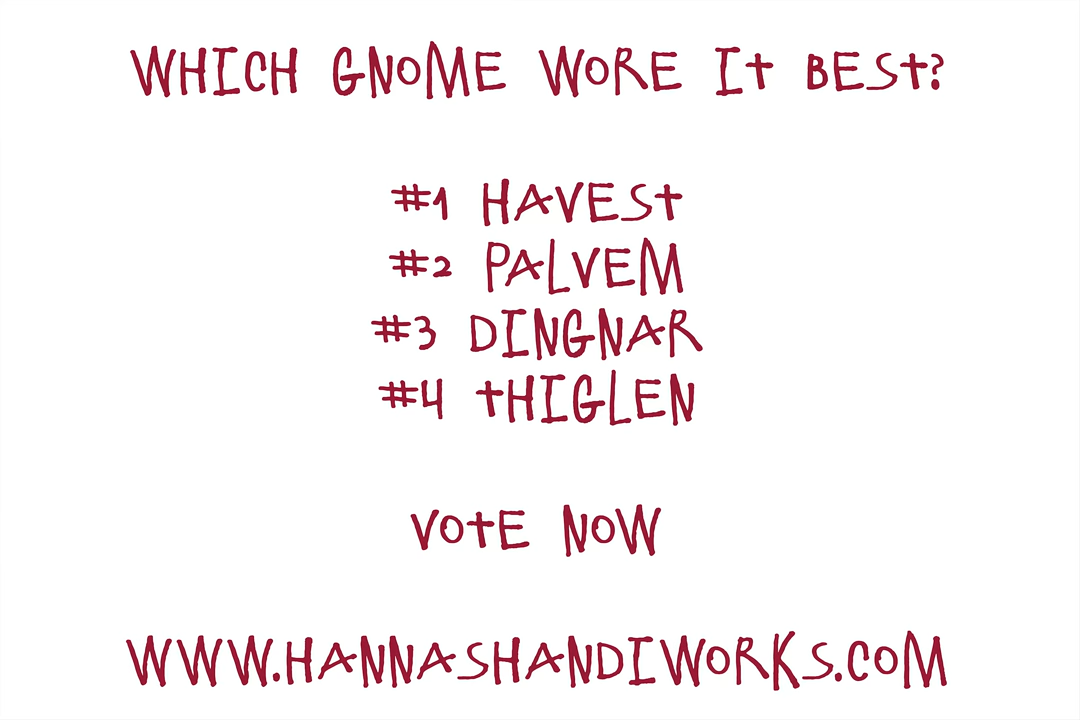 WHICH GNOME WORE It BESt?
#1 HAVESt
#2 PALVEM
#3 DINGNAR
#4 tHIGLEN
VOtE NOW
WWW.HANNASHANDIWORKS.COM